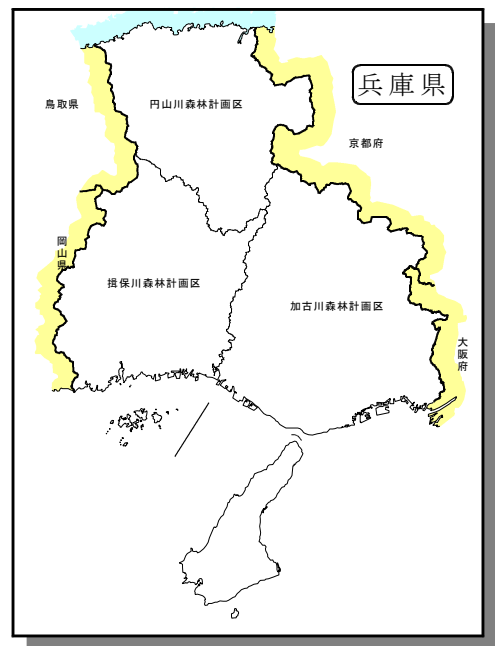 兵庫県
鳥取県
円山川森林計画区
京都府
岡山県
揖保川森林計画区
加古川森林計画区
大阪府